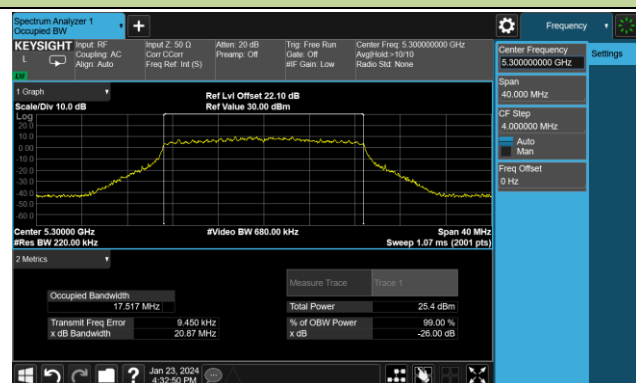 Spectrum Analyzer 1
Occupied BW
Frequency
KEYSIGHT
L
Input: RF
Coupling: AC
Align: Auto
Input Z: 50 Ω
Corr CCorr
Freq Ref: Int (S)
Atten: 20 dB
Preamp: Off
Trig: Free Run
Gate: Off
#IF Gain: Low
Center Freq: 5.300000000 GHz
Avg|Hold:>10/10
Radio Std: None
Center Frequency
5.300000000 GHz
Settings
Span
40.000 MHz
CF Step
4.000000 MHz
Auto
Man
Freq Offset
0 Hz
1 Graph
Scale/Div 10.0 dB
Ref Lvl Offset 22.10 dB
Ref Value 30.00 dBm
Log
20.0
10.0
0.00
-10.0
-20.0
-30.0
-40.0
-50.0
-60.0
Center 5.30000 GHz
#Res BW 220.00 kHz
#Video BW 680.00 kHz
Span 40 MHz
Sweep 1.07 ms (2001 pts)
2 Metrics
Measure Trace
Trace 1
Occupied Bandwidth
17.517 MHz
Total Power
25.4 dBm
Transmit Freq Error
9.450 kHz
% of OBW Power
99.00 %
x dB Bandwidth
20.87 MHz
x dB
-26.00 dB
Jan 23, 2024
4:32:50 PM